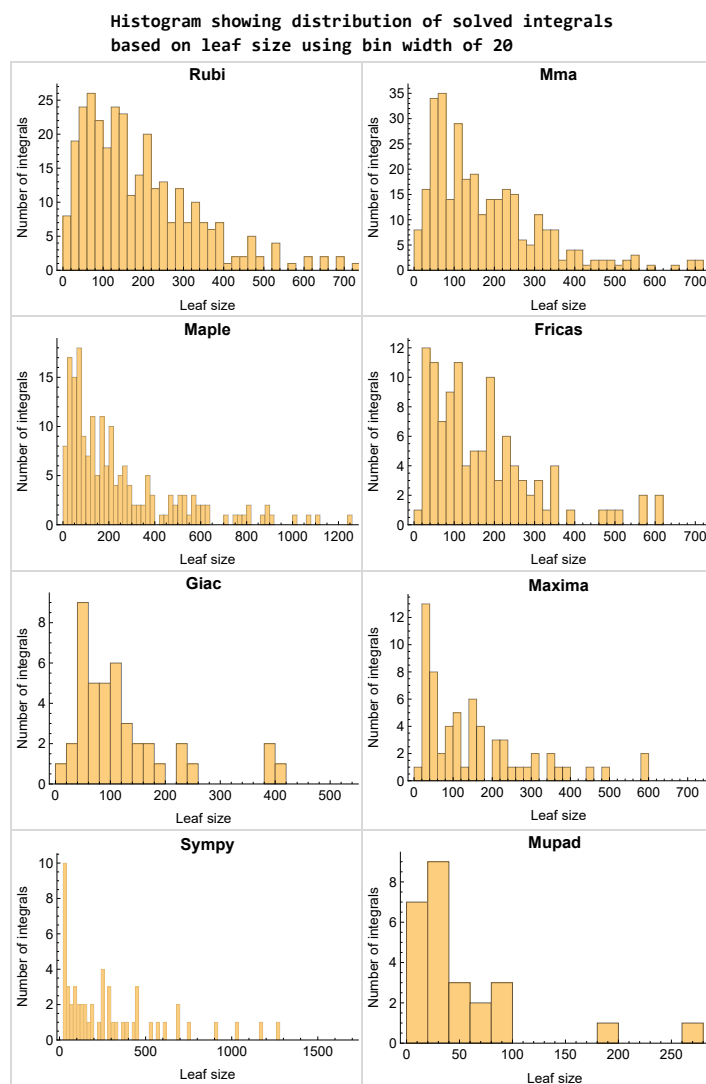 Histogram showing distribution of solved integrals
based on leaf size using bin width of 20
Rubi
Number of integrals
25
20
15
10
5
0
0 100 200 300 400 500 600 700
Leaf size
Mma
Number of integrals
35
30
25
20
15
10
5
0
0 100 200 300 400 500 600 700
Leaf size
Maple
Number of integrals
15
10
5
0
0 200 400 600 800 1000 1200
Leaf size
Fricas
Number of integrals
12
10
8
6
4
2
0
0 100 200 300 400 500 600 700
Leaf size
Giac
Number of integrals
8
6
4
2
0
0 100 200 300 400 500
Leaf size
Maxima
Number of integrals
12
10
8
6
4
2
0
0 100 200 300 400 500 600 700
Leaf size
Sympy
Number of integrals
10
8
6
4
2
0
0 500 1000 1500
Leaf size
Mupad
Number of integrals
8
6
4
2
0
0 50 100 150 200 250
Leaf size